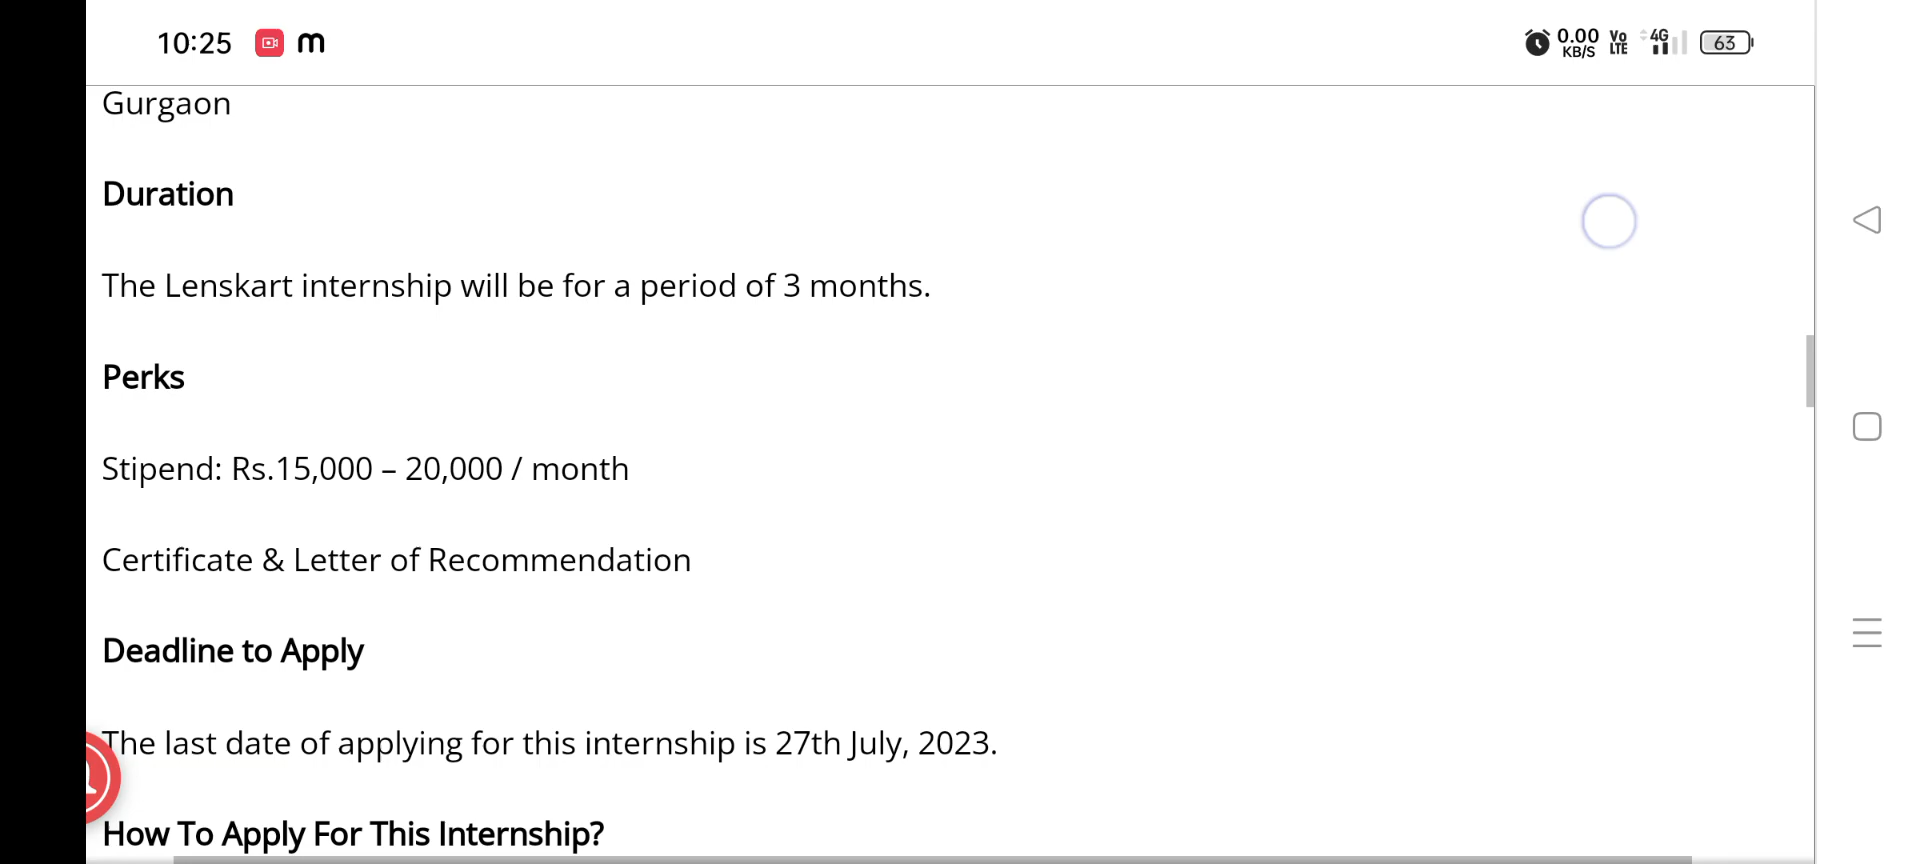 10:25 m 0.00 KB/S Vo LTE 4G 63
Gurgaon
Duration
The Lenskart internship will be for a period of 3 months.
Perks
Stipend: Rs.15,000 – 20,000 / month
Certificate & Letter of Recommendation
Deadline to Apply
The last date of applying for this internship is 27th July, 2023.
How To Apply For This Internship?